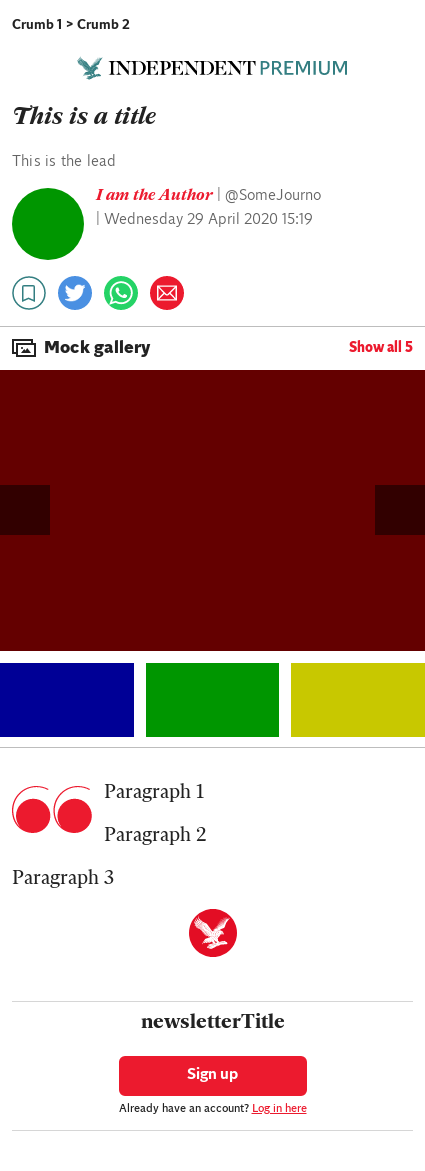 Crumb 1 > Crumb 2
INDEPENDENT PREMIUM
This is a title
This is the lead
I am the Author | @SomeJourno
| Wednesday 29 April 2020 15:19
Mock gallery
Show all 5
Paragraph 1
Paragraph 2
Paragraph 3
newsletterTitle
Sign up
Already have an account? Log in here